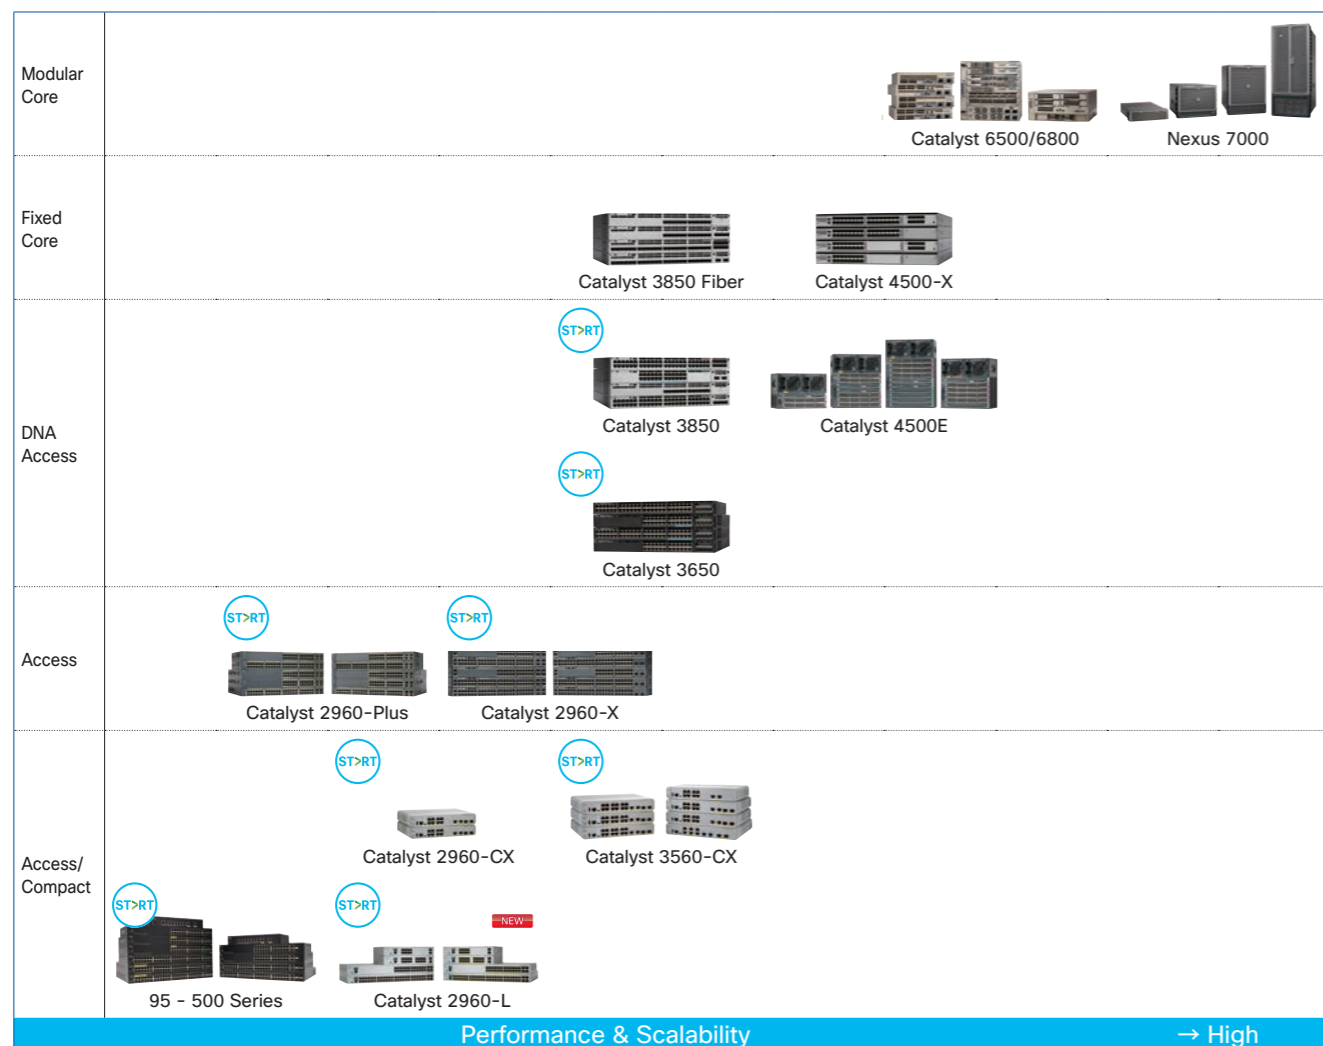 Modular
Core
Catalyst 6500/6800
Nexus 7000
Fixed
Core
Catalyst 3850 Fiber
Catalyst 4500-X
ST>RT
Catalyst 3850
Catalyst 4500E
DNA
Access
ST>RT
Catalyst 3650
ST>RT
ST>RT
Access
Catalyst 2960-Plus
Catalyst 2960-X
ST>RT
ST>RT
Catalyst 2960-CX
Catalyst 3560-CX
Access/
Compact
ST>RT
ST>RT
NEW
95 - 500 Series
Catalyst 2960-L
Performance & Scalability
→ High